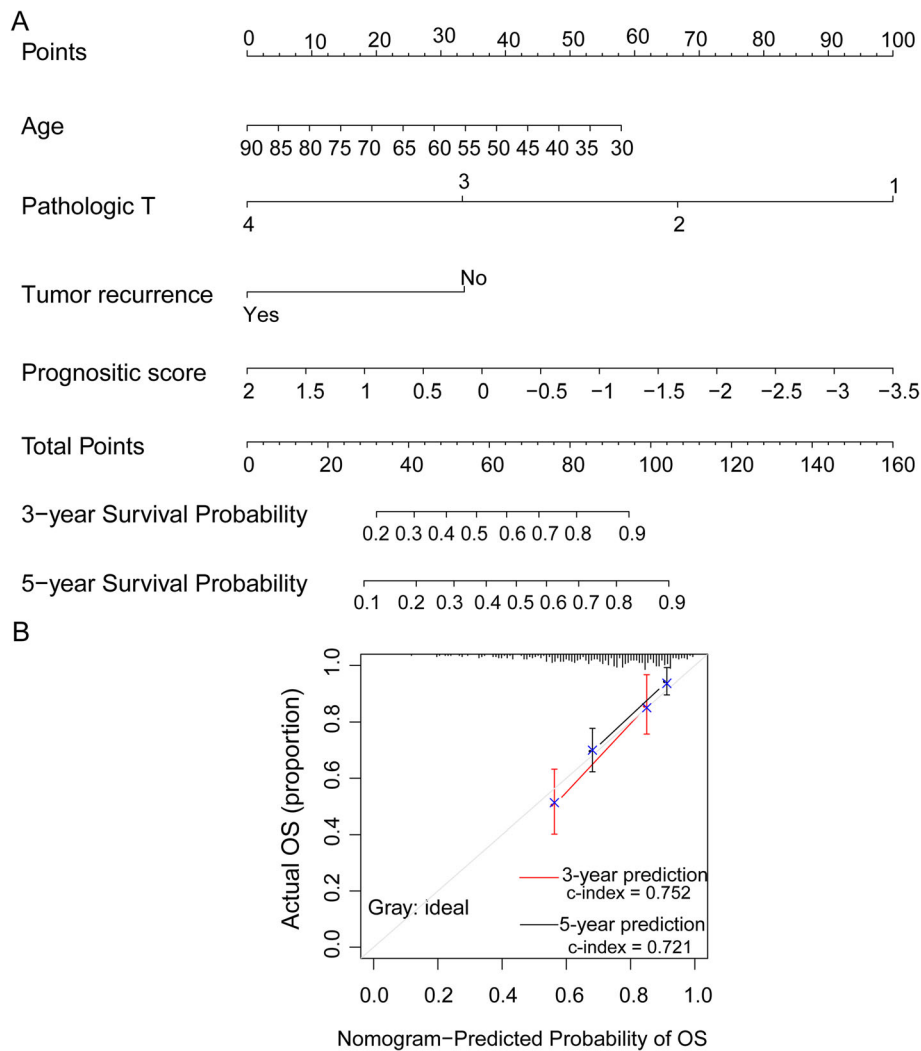 A
Points
0 10 20 30 40 50 60 70 80 90 100
Age
90 85 80 75 70 65 60 55 50 45 40 35 30
Pathologic T
3 1
4 2
Tumor recurrence
No
Yes
Prognositic score
2 1.5 1 0.5 0 −0.5 −1 −1.5 −2 −2.5 −3 −3.5
Total Points
0 20 40 60 80 100 120 140 160
3−year Survival Probability
0.2 0.3 0.4 0.5 0.6 0.7 0.8 0.9
5−year Survival Probability
0.1 0.2 0.3 0.4 0.5 0.6 0.7 0.8 0.9
B
Actual OS (proportion)
1.0
0.8
0.6
0.4
0.2
0.0
3-year prediction
c-index = 0.752
Gray: ideal
5-year prediction
c-index = 0.721
0.0 0.2 0.4 0.6 0.8 1.0
Nomogram−Predicted Probability of OS